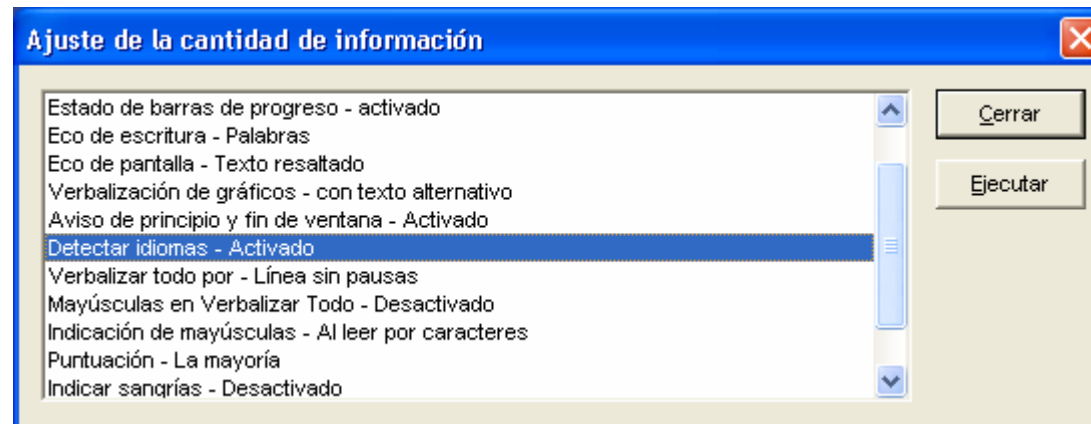 Ajuste de la cantidad de información
Estado de barras de progreso - activado
Eco de escritura - Palabras
Eco de pantalla - Texto resaltado
Verbalización de gráficos - con texto alternativo
Aviso de principio y fin de ventana - Activado
Detectar idiomas - Activado
Verbalizar todo por - Línea sin pausas
Mayúsculas en Verbalizar Todo - Desactivado
Indicación de mayúsculas - Al leer por caracteres
Puntuación - La mayoría
Indicar sangrías - Desactivado
Cerrar
Ejecutar